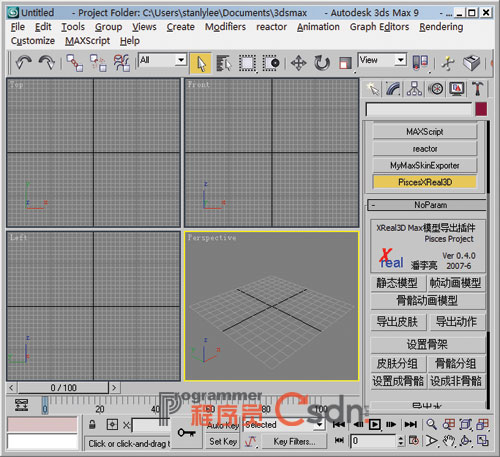 Untitled - Project Folder: C:\Users\stanlylee\Documents\3dsmax - Autodesk 3ds Max 9
File Edit Tools Group Views Create Modifiers reactor Animation Graph Editors Rendering
Customize MAXScript Help
All
View
Top
Front
Left
Perspective
MAXScript
reactor
MyMaxSkinExporter
PiscesXReal3D
- NoParam
XReal3D Max模型导出插件
Pisces Project
Xreal
Ver 0.4.0
潘李亮 2007-6
静态模型 帧动画模型
骨骼动画模型
导出皮肤 导出动作
设置骨架
皮肤分组 骨骼分组
设置成骨骼 设成非骨骼
0 / 100
0
100
Programmer
程序员
Csdn
X:
Click or click-and-drag t
Auto Key Selected
Set Key Key Filters...
0